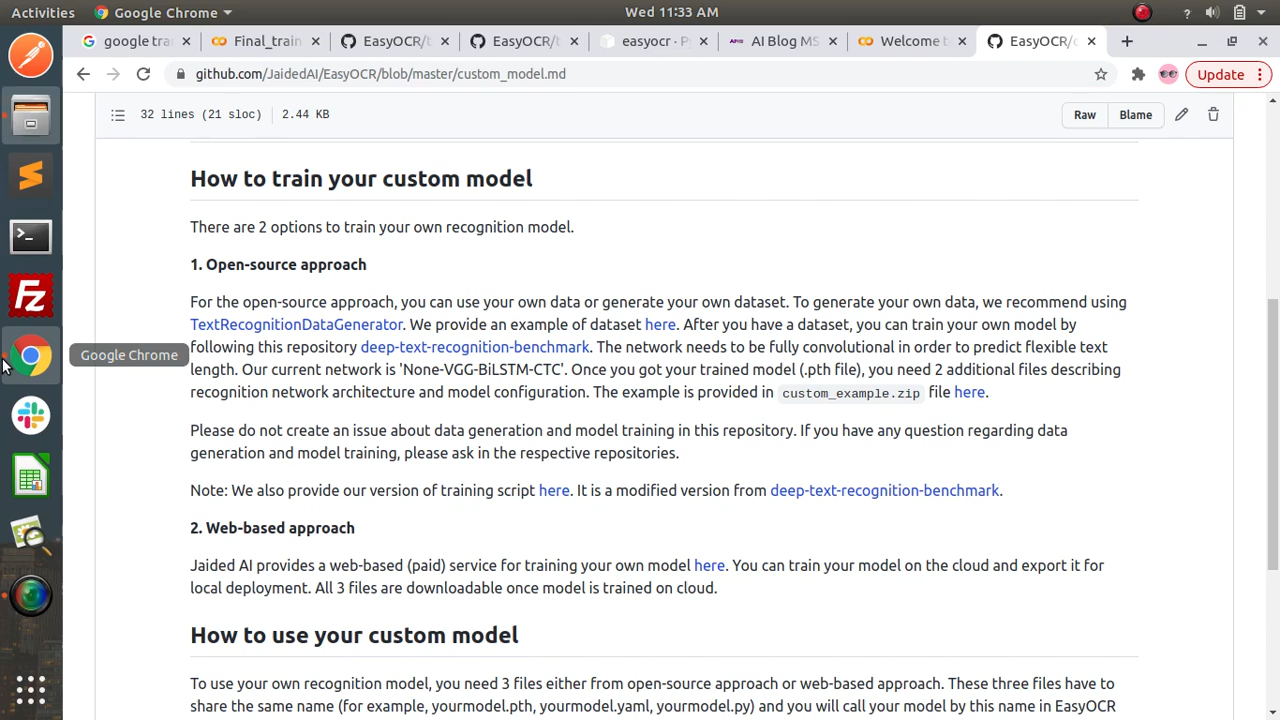 Activities
Google Chrome
Wed 11:33 AM
google tra
Final_train
EasyOCR/t
EasyOCR/t
easyocr · P
AI Blog MS
Welcome t
EasyOCR/c
github.com/JaidedAI/EasyOCR/blob/master/custom_model.md
Update
32 lines (21 sloc) 2.44 KB
Raw
Blame
How to train your custom model
There are 2 options to train your own recognition model.
1. Open-source approach
For the open-source approach, you can use your own data or generate your own dataset. To generate your own data, we recommend using
TextRecognitionDataGenerator. We provide an example of dataset here. After you have a dataset, you can train your own model by
Google Chrome
following this repository deep-text-recognition-benchmark. The network needs to be fully convolutional in order to predict flexible text
length. Our current network is 'None-VGG-BiLSTM-CTC'. Once you got your trained model (.pth file), you need 2 additional files describing
recognition network architecture and model configuration. The example is provided in custom_example.zip file here.
Please do not create an issue about data generation and model training in this repository. If you have any question regarding data
generation and model training, please ask in the respective repositories.
Note: We also provide our version of training script here. It is a modified version from deep-text-recognition-benchmark.
2. Web-based approach
Jaided AI provides a web-based (paid) service for training your own model here. You can train your model on the cloud and export it for
local deployment. All 3 files are downloadable once model is trained on cloud.
How to use your custom model
To use your own recognition model, you need 3 files either from open-source approach or web-based approach. These three files have to
share the same name (for example, yourmodel.pth, yourmodel.yaml, yourmodel.py) and you will call your model by this name in EasyOCR